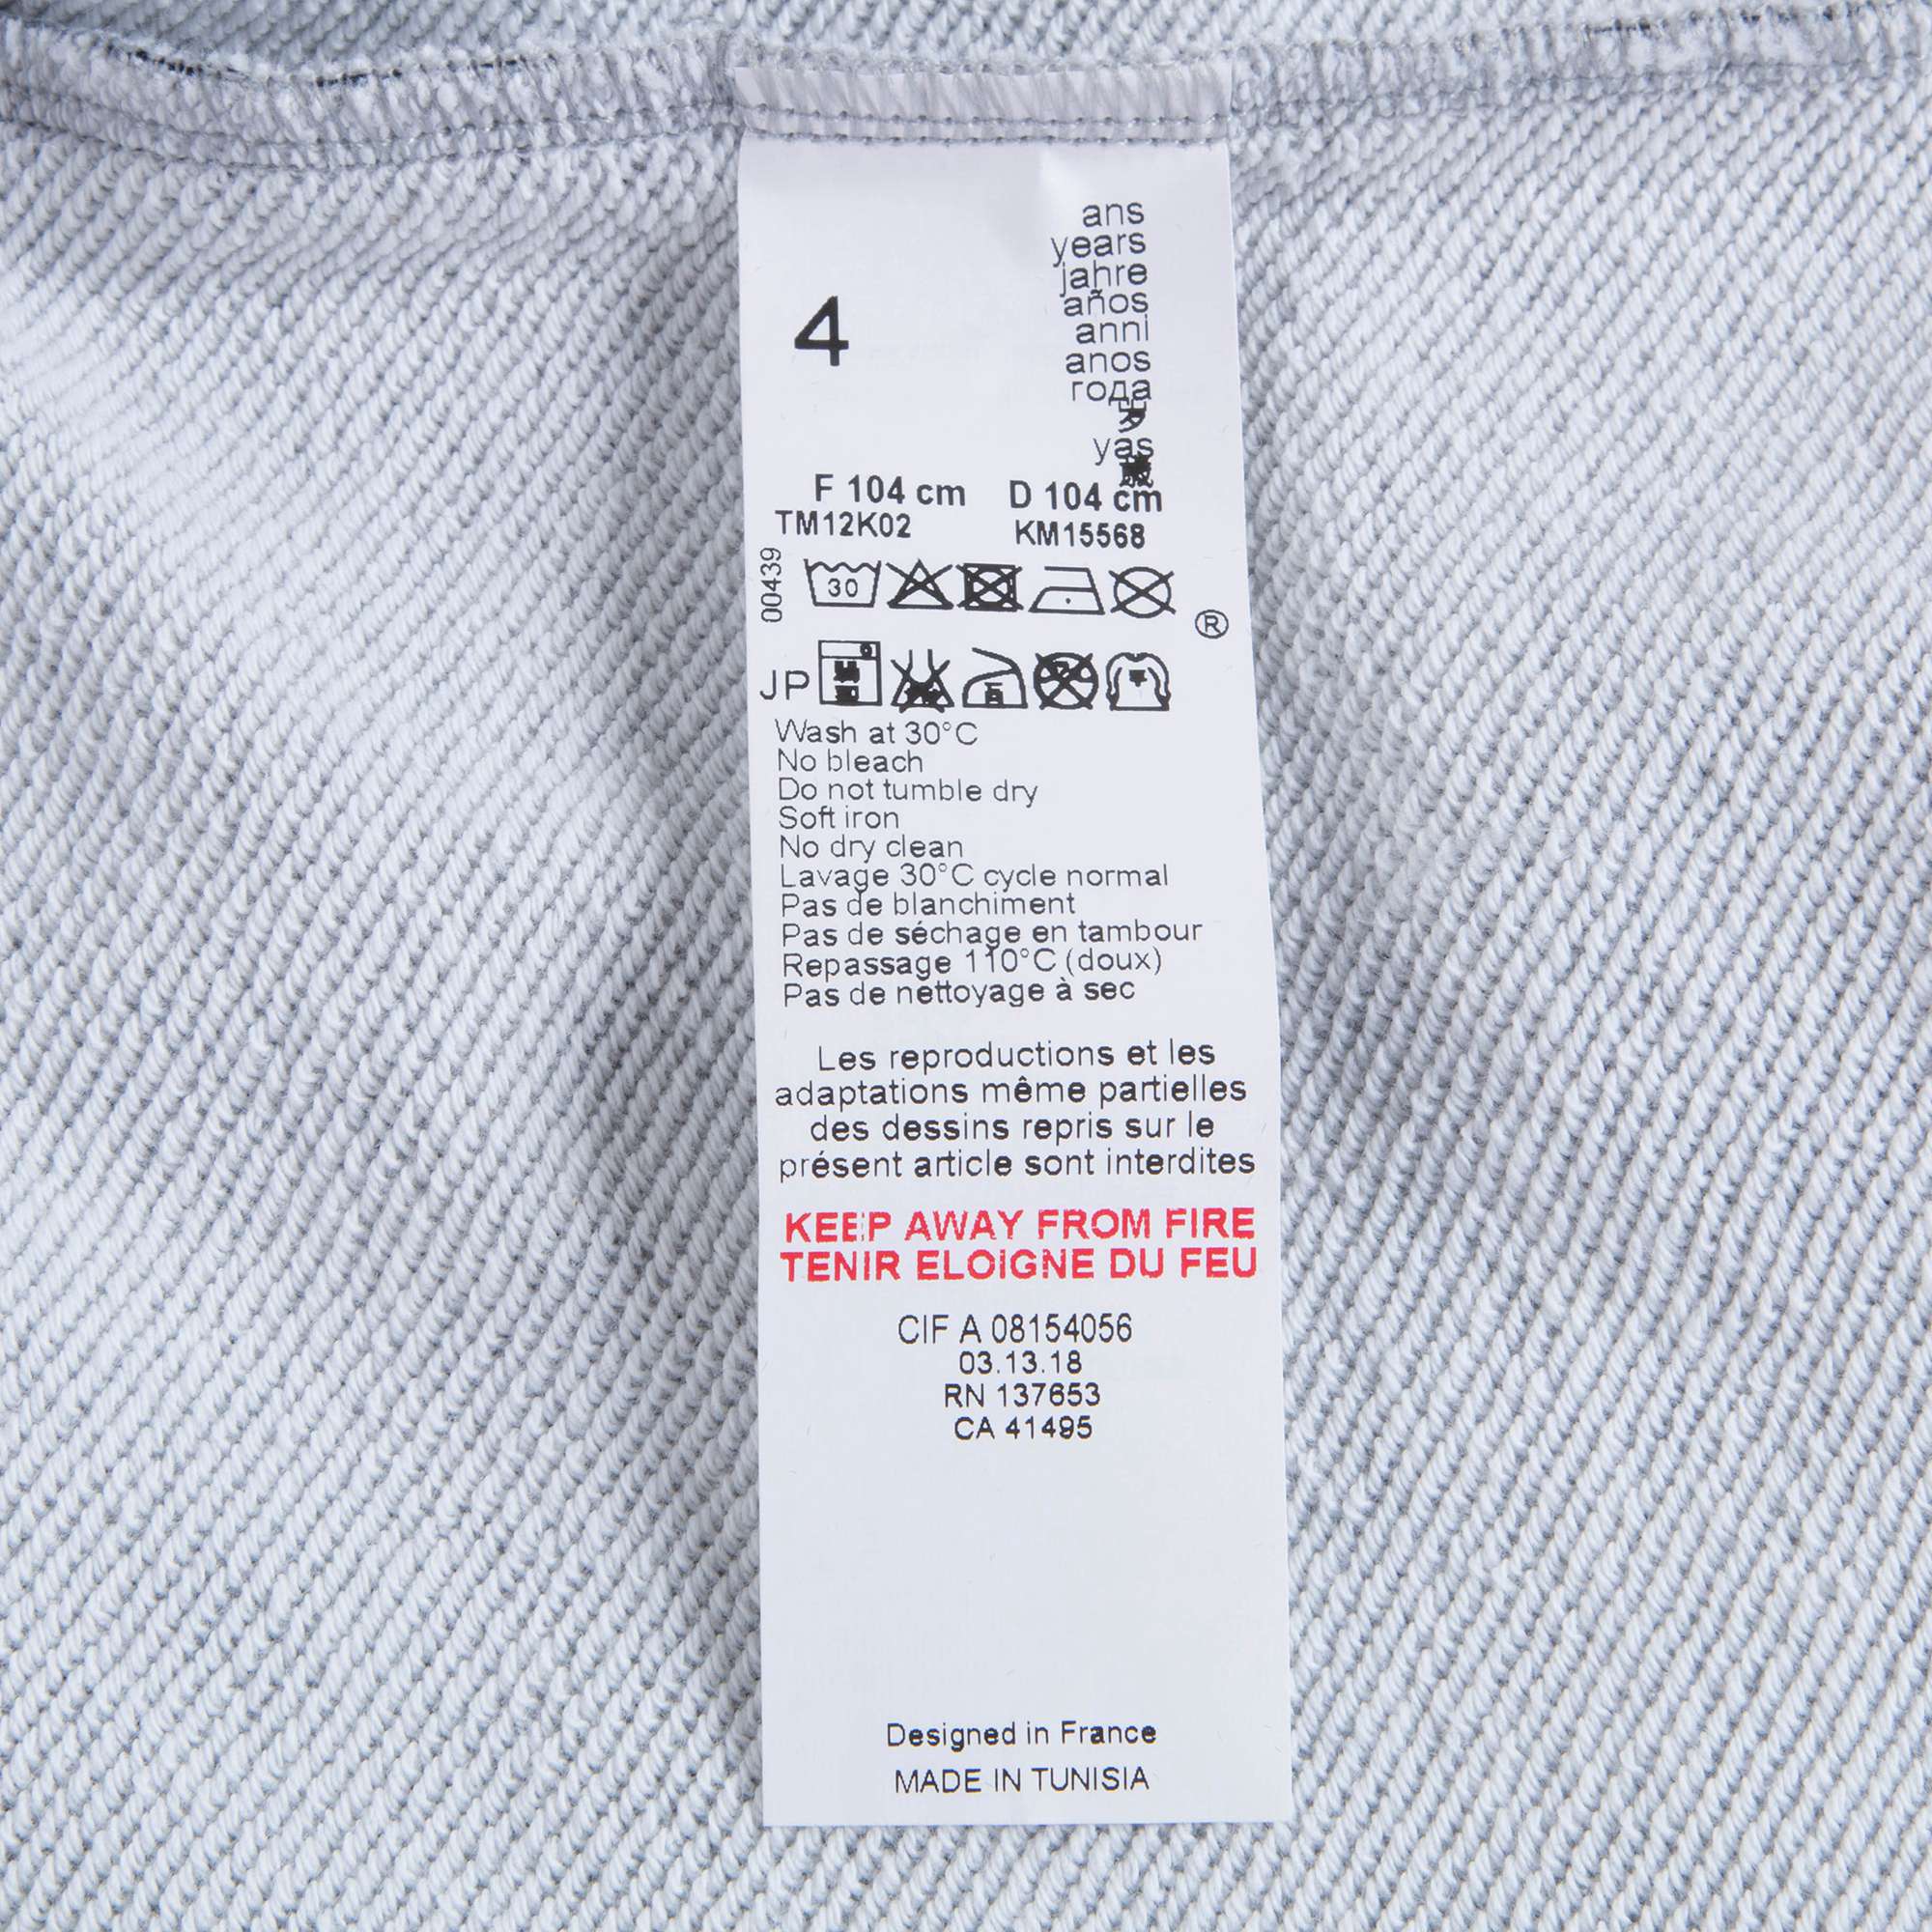 ans
years
jahre
años
anni
4
anos
года
岁
yas
F 104 cm D 104 cm
TM12K02 KM15568
00439
30
®
JP
Wash at 30°C
No bleach
Do not tumble dry
Soft iron
No dry clean
Lavage 30°C cycle normal
Pas de blanchiment
Pas de séchage en tambour
Repassage 110°C (doux)
Pas de nettoyage à sec
Les reproductions et les
adaptations même partielles
des dessins repris sur le
présent article sont interdites
KEEP AWAY FROM FIRE
TENIR ELOIGNE DU FEU
CIF A 08154056
03.13.18
RN 137653
CA 41495
Designed in France
MADE IN TUNISIA